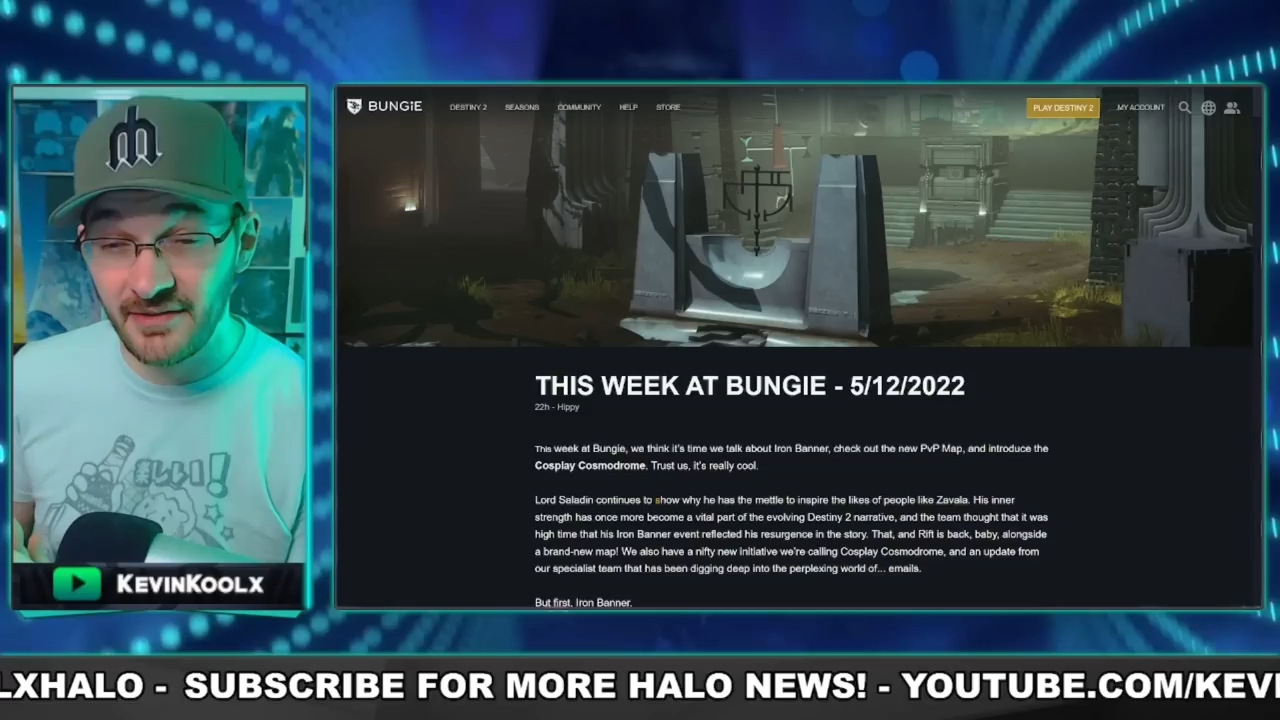 BUNGiE
DESTINY 2 SEASONS COMMUNITY HELP STORE
PLAY DESTINY 2
MY ACCOUNT
THIS WEEK AT BUNGIE - 5/12/2022
22h - Hippy
This week at Bungie, we think it's time we talk about Iron Banner, check out the new PvP Map, and introduce the
Cosplay Cosmodrome. Trust us, it's really cool.
Lord Saladin continues to show why he has the mettle to inspire the likes of people like Zavala. His inner
strength has once more become a vital part of the evolving Destiny 2 narrative, and the team thought that it was
high time that his Iron Banner event reflected his resurgence in the story. That, and Rift is back, baby, alongside
a brand-new map! We also have a nifty new initiative we're calling Cosplay Cosmodrome, and an update from
our specialist team that has been digging deep into the perplexing world of... emails.
But first, Iron Banner.
KEVINKOOLX
LXHALO - SUBSCRIBE FOR MORE HALO NEWS! - YOUTUBE.COM/KEVI